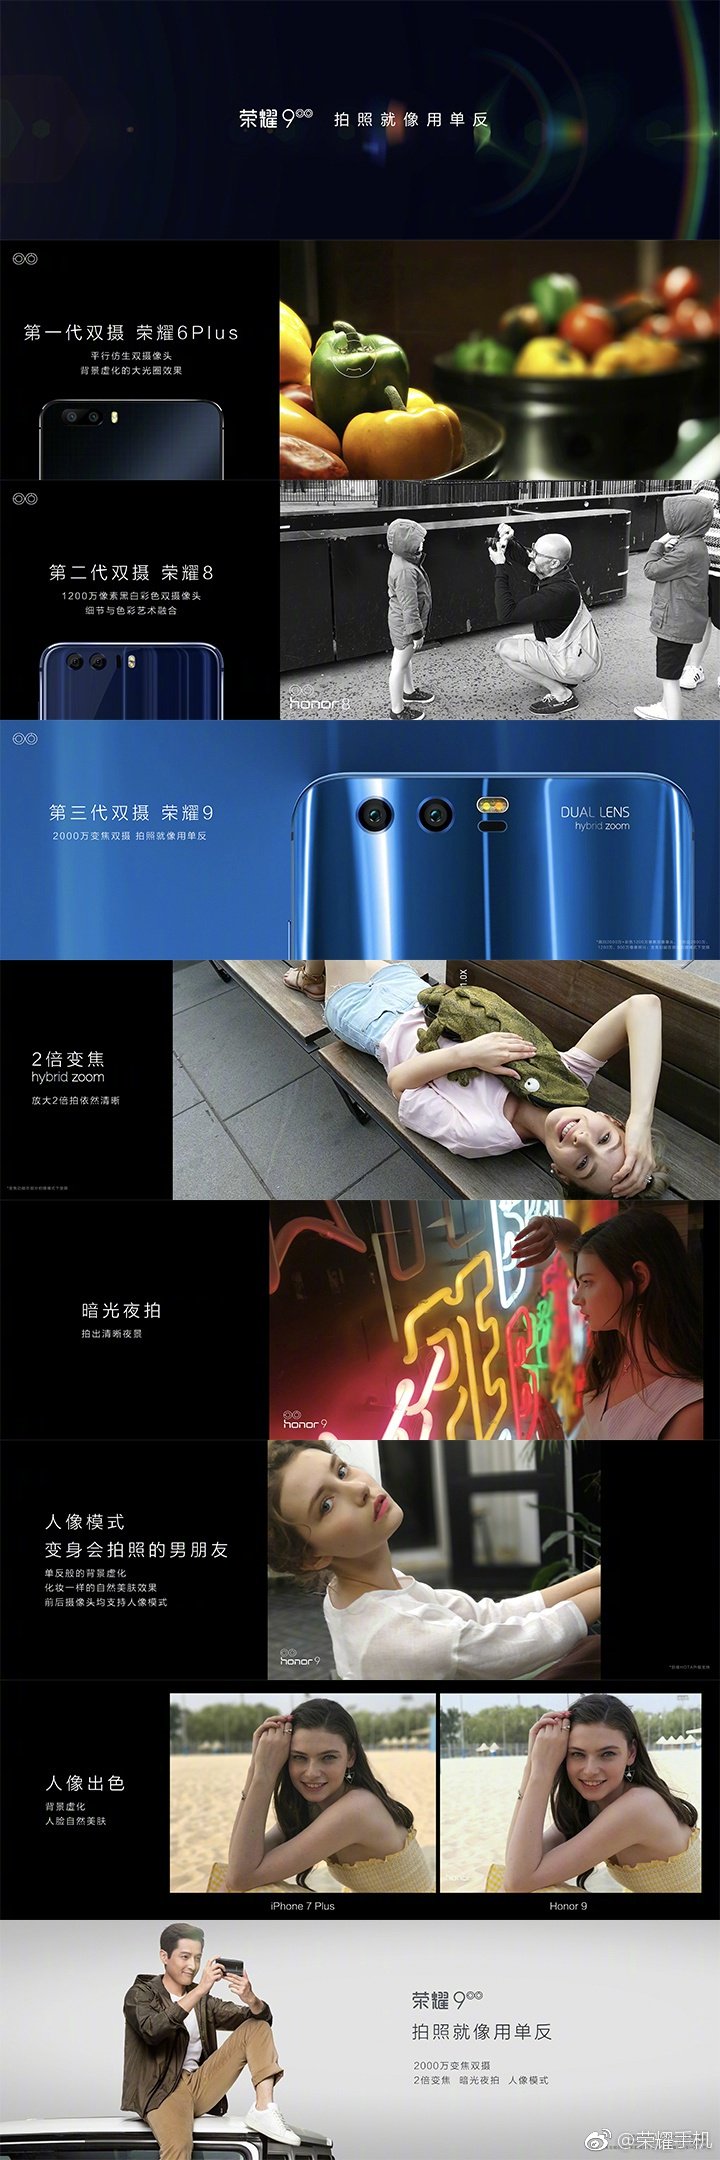 荣耀9
拍照就像用单反
第一代双摄 荣耀6Plus
平行仿生双摄像头
背景虚化的大光圈效果
第二代双摄 荣耀8
1200万像素黑白彩色双摄像头
细节与色彩艺术融合
honor 8
第三代双摄 荣耀9
2000万变焦双摄 拍照就像用单反
DUAL LENS
hybrid zoom
2倍变焦
hybrid zoom
放大2倍拍依然清晰
1.0X
暗光夜拍
拍出清晰夜景
honor 9
人像模式
变身会拍照的男朋友
单反般的背景虚化
化妆一样的自然美肤效果
前后摄像头均支持人像模式
honor 9
人像出色
背景虚化
人脸自然美肤
honor
iPhone 7 Plus
Honor 9
荣耀9
拍照就像用单反
2000万变焦双摄
2倍变焦 暗光夜拍 人像模式
@荣耀手机